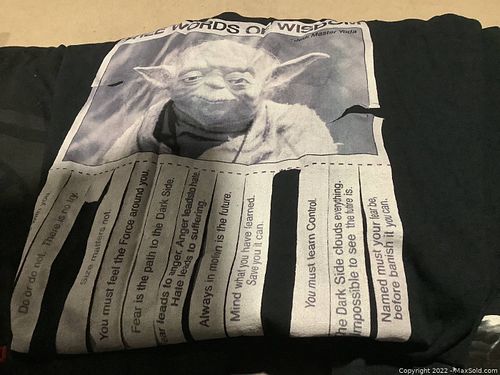 WORDS OF WISDOM
Jedi Master Yoda
Do or do not. There is no try.
Size matters not.
You must feel the Force around you.
Fear is the path to the Dark Side.
Fear leads to anger. Anger leads to hate.
Hate leads to suffering.
Always in motion is the future.
Mind what you have learned.
Save you it can.
You must learn Control.
The Dark Side clouds everything.
Impossible to see the future is.
Named must your fear be,
before banish it you can.
Copyright 2022 - MaxSold.com